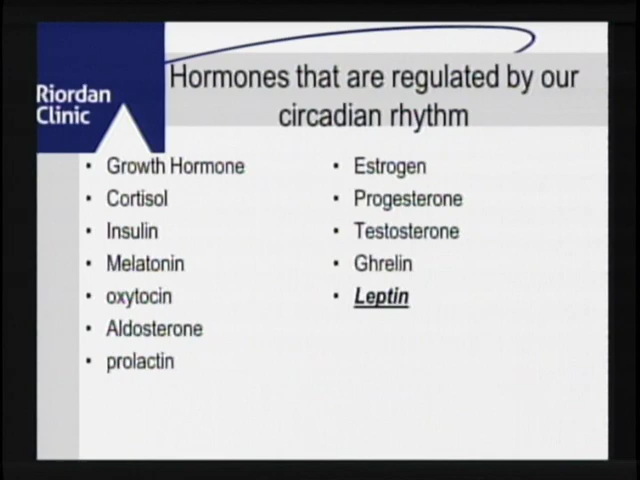 Riordan
Clinic
Hormones that are regulated by our
circadian rhythm
• Growth Hormone
• Cortisol
• Insulin
• Melatonin
• oxytocin
• Aldosterone
• prolactin
• Estrogen
• Progesterone
• Testosterone
• Ghrelin
• Leptin